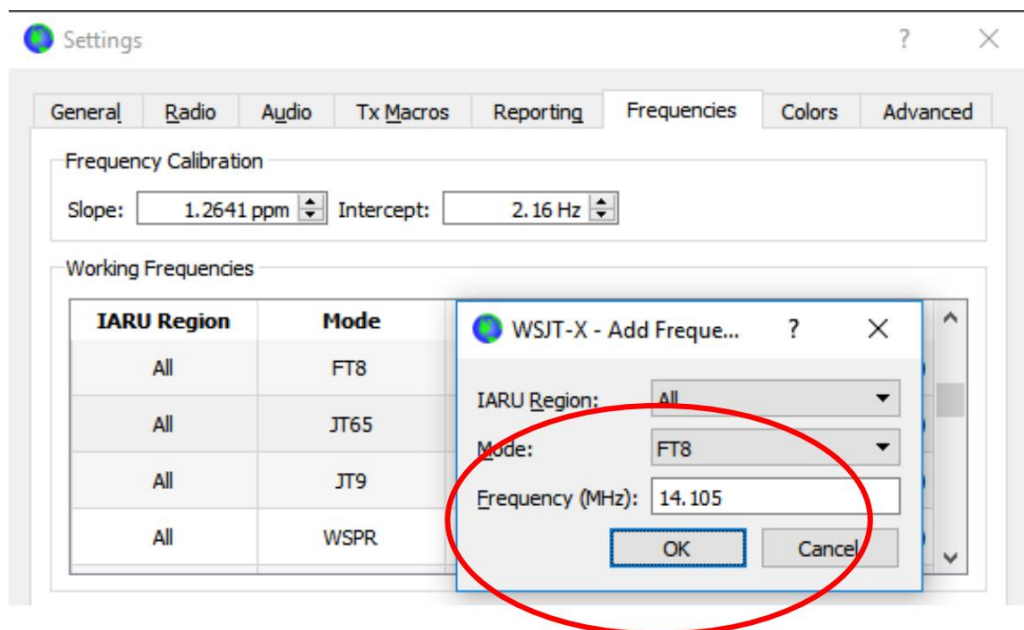 Settings ? ×
General Radio Audio Tx Macros Reporting Frequencies Colors Advanced
Frequency Calibration
Slope: 1.2641 ppm Intercept: 2.16 Hz
Working Frequencies
IARU Region Mode
All FT8
All JT65
All JT9
All WSPR
WSJT-X - Add Freque... ? ×
IARU Region: All
Mode: FT8
Frequency (MHz): 14.105
OK Cancel